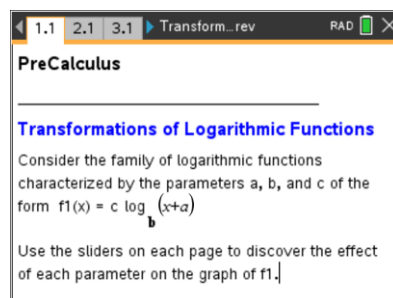 1.1 2.1 3.1 Transform...rev RAD
PreCalculus
Transformations of Logarithmic Functions
Consider the family of logarithmic functions
characterized by the parameters a, b, and c of the
form f1(x) = c log b (x+a)
Use the sliders on each page to discover the effect
of each parameter on the graph of f1.